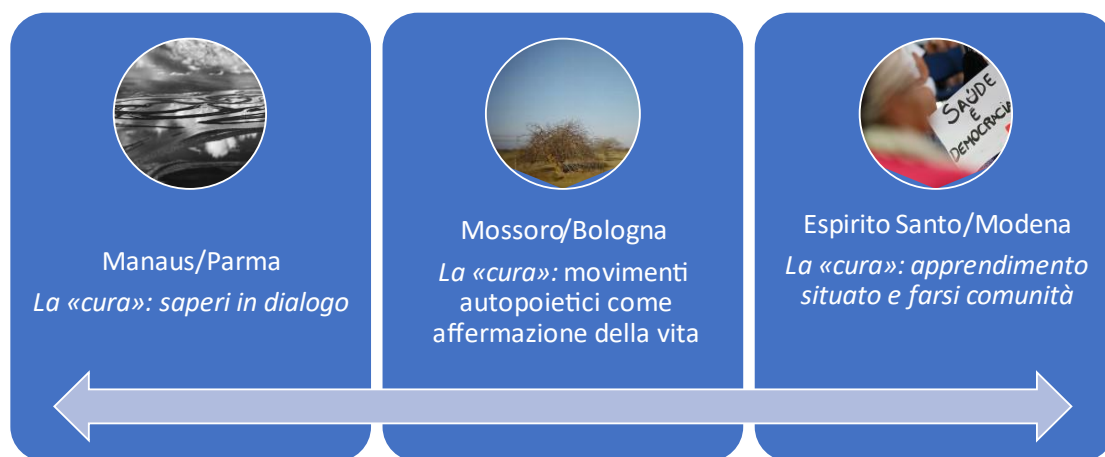 Manaus/Parma
La «cura»: saperi in dialogo
Mossoro/Bologna
La «cura»: movimenti
autopoietici come
affermazione della vita
SAÚDE
É
DEMOCRACIA
Espirito Santo/Modena
La «cura»: apprendimento
situato e farsi comunità